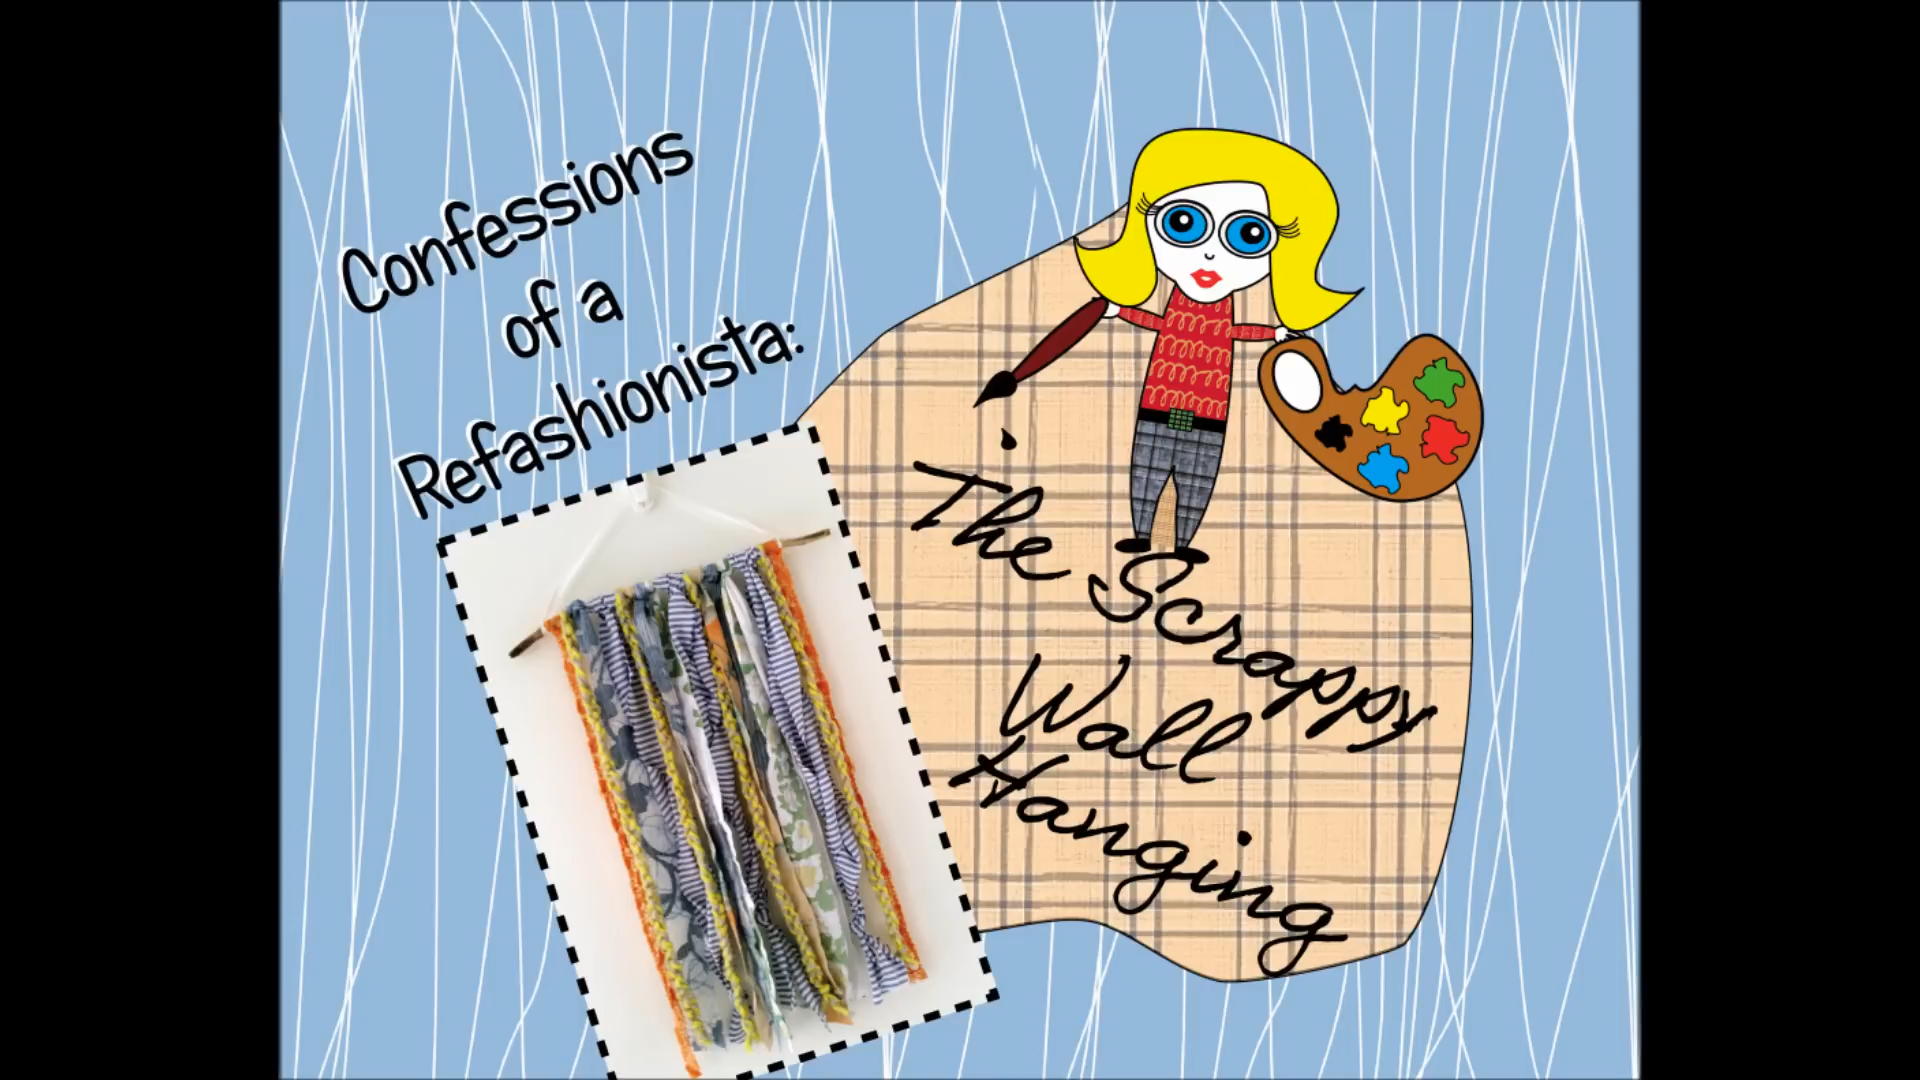 Confessions
of a
Refashionista:
The Scrappy
Wall
Hanging